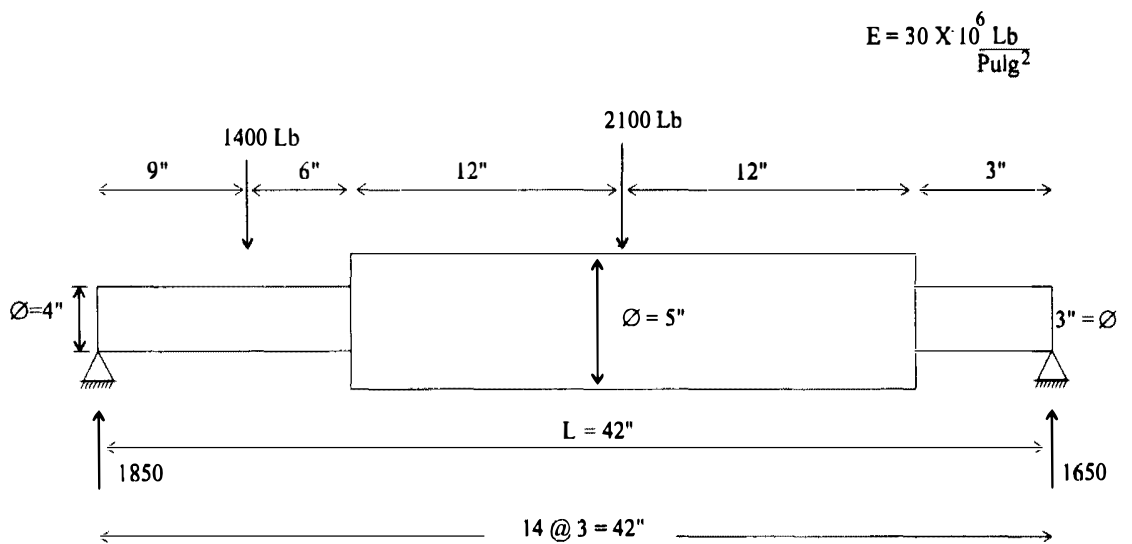 E = 30 X 10^6 Lb
Pulg^2
2100 Lb
1400 Lb
9" 6" 12" 12" 3"
Ø=4" Ø = 5" 3" = Ø
L = 42"
1850 1650
14 @ 3 = 42"